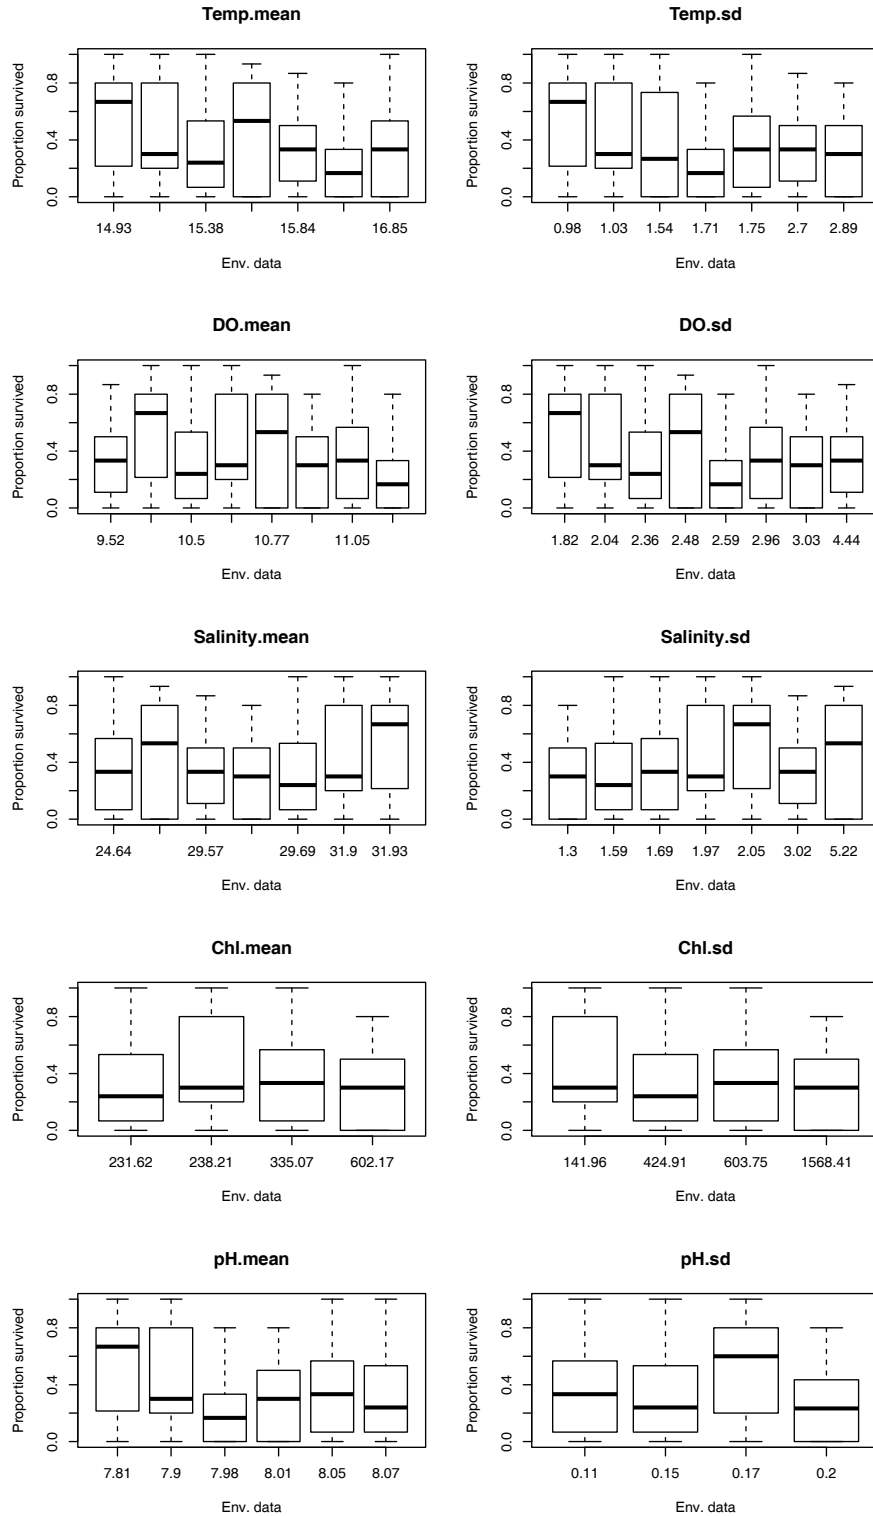 Temp.mean
Proportion survived
0.0 0.4 0.8
14.93 15.38 15.84 16.85
Env. data
Temp.sd
Proportion survived
0.0 0.4 0.8
0.98 1.03 1.54 1.71 1.75 2.7 2.89
Env. data
DO.mean
Proportion survived
0.0 0.4 0.8
9.52 10.5 10.77 11.05
Env. data
DO.sd
Proportion survived
0.0 0.4 0.8
1.82 2.04 2.36 2.48 2.59 2.96 3.03 4.44
Env. data
Salinity.mean
Proportion survived
0.0 0.4 0.8
24.64 29.57 29.69 31.9 31.93
Env. data
Salinity.sd
Proportion survived
0.0 0.4 0.8
1.3 1.59 1.69 1.97 2.05 3.02 5.22
Env. data
Chl.mean
Proportion survived
0.0 0.4 0.8
231.62 238.21 335.07 602.17
Env. data
Chl.sd
Proportion survived
0.0 0.4 0.8
141.96 424.91 603.75 1568.41
Env. data
pH.mean
Proportion survived
0.0 0.4 0.8
7.81 7.9 7.98 8.01 8.05 8.07
Env. data
pH.sd
Proportion survived
0.0 0.4 0.8
0.11 0.15 0.17 0.2
Env. data